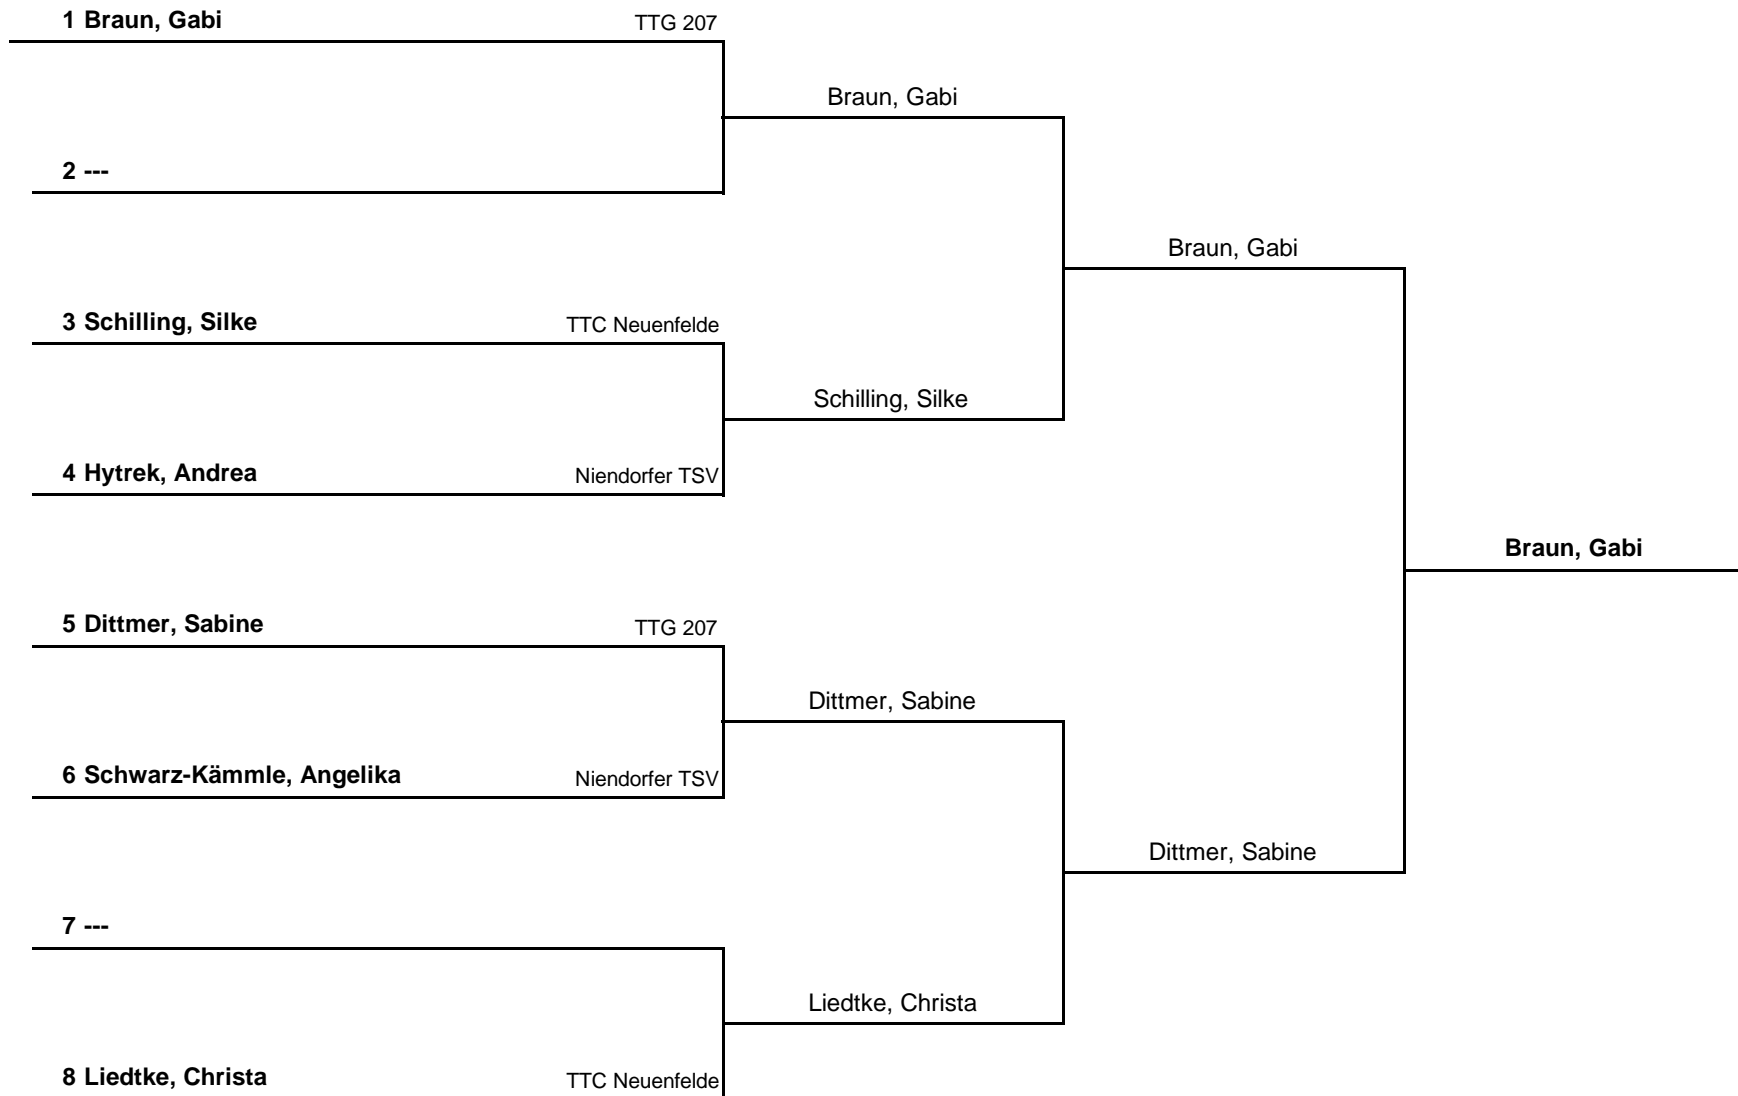 1 Braun, Gabi TTG 207
Braun, Gabi
2 ---
Braun, Gabi
3 Schilling, Silke TTC Neuenfelde
Schilling, Silke
4 Hytrek, Andrea Niendorfer TSV
Braun, Gabi
5 Dittmer, Sabine TTG 207
Dittmer, Sabine
6 Schwarz-Kämmle, Angelika Niendorfer TSV
Dittmer, Sabine
7 ---
Liedtke, Christa
8 Liedtke, Christa TTC Neuenfelde